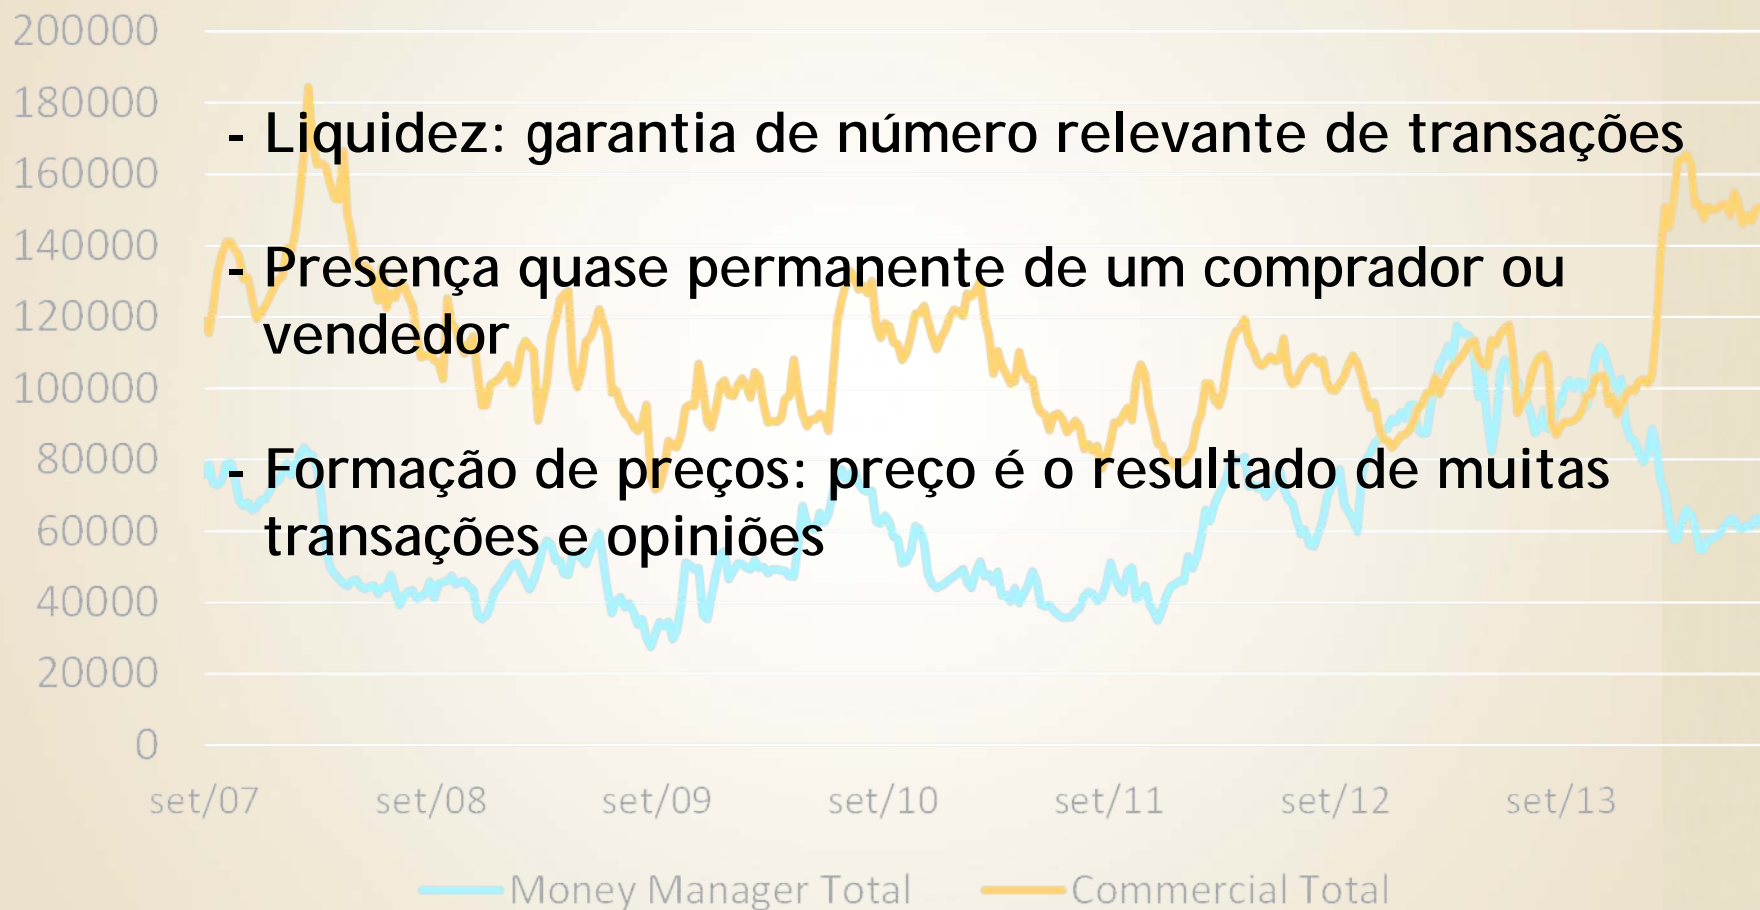 200000
180000
- Liquidez: garantia de número relevante de transações
160000
140000
- Presença quase permanente de um comprador ou
120000
vendedor
100000
80000
- Formação de preços: preço é o resultado de muitas
60000
transações e opiniões
40000
20000
0
set/07 set/08 set/09 set/10 set/11 set/12 set/13
Money Manager Total Commercial Total